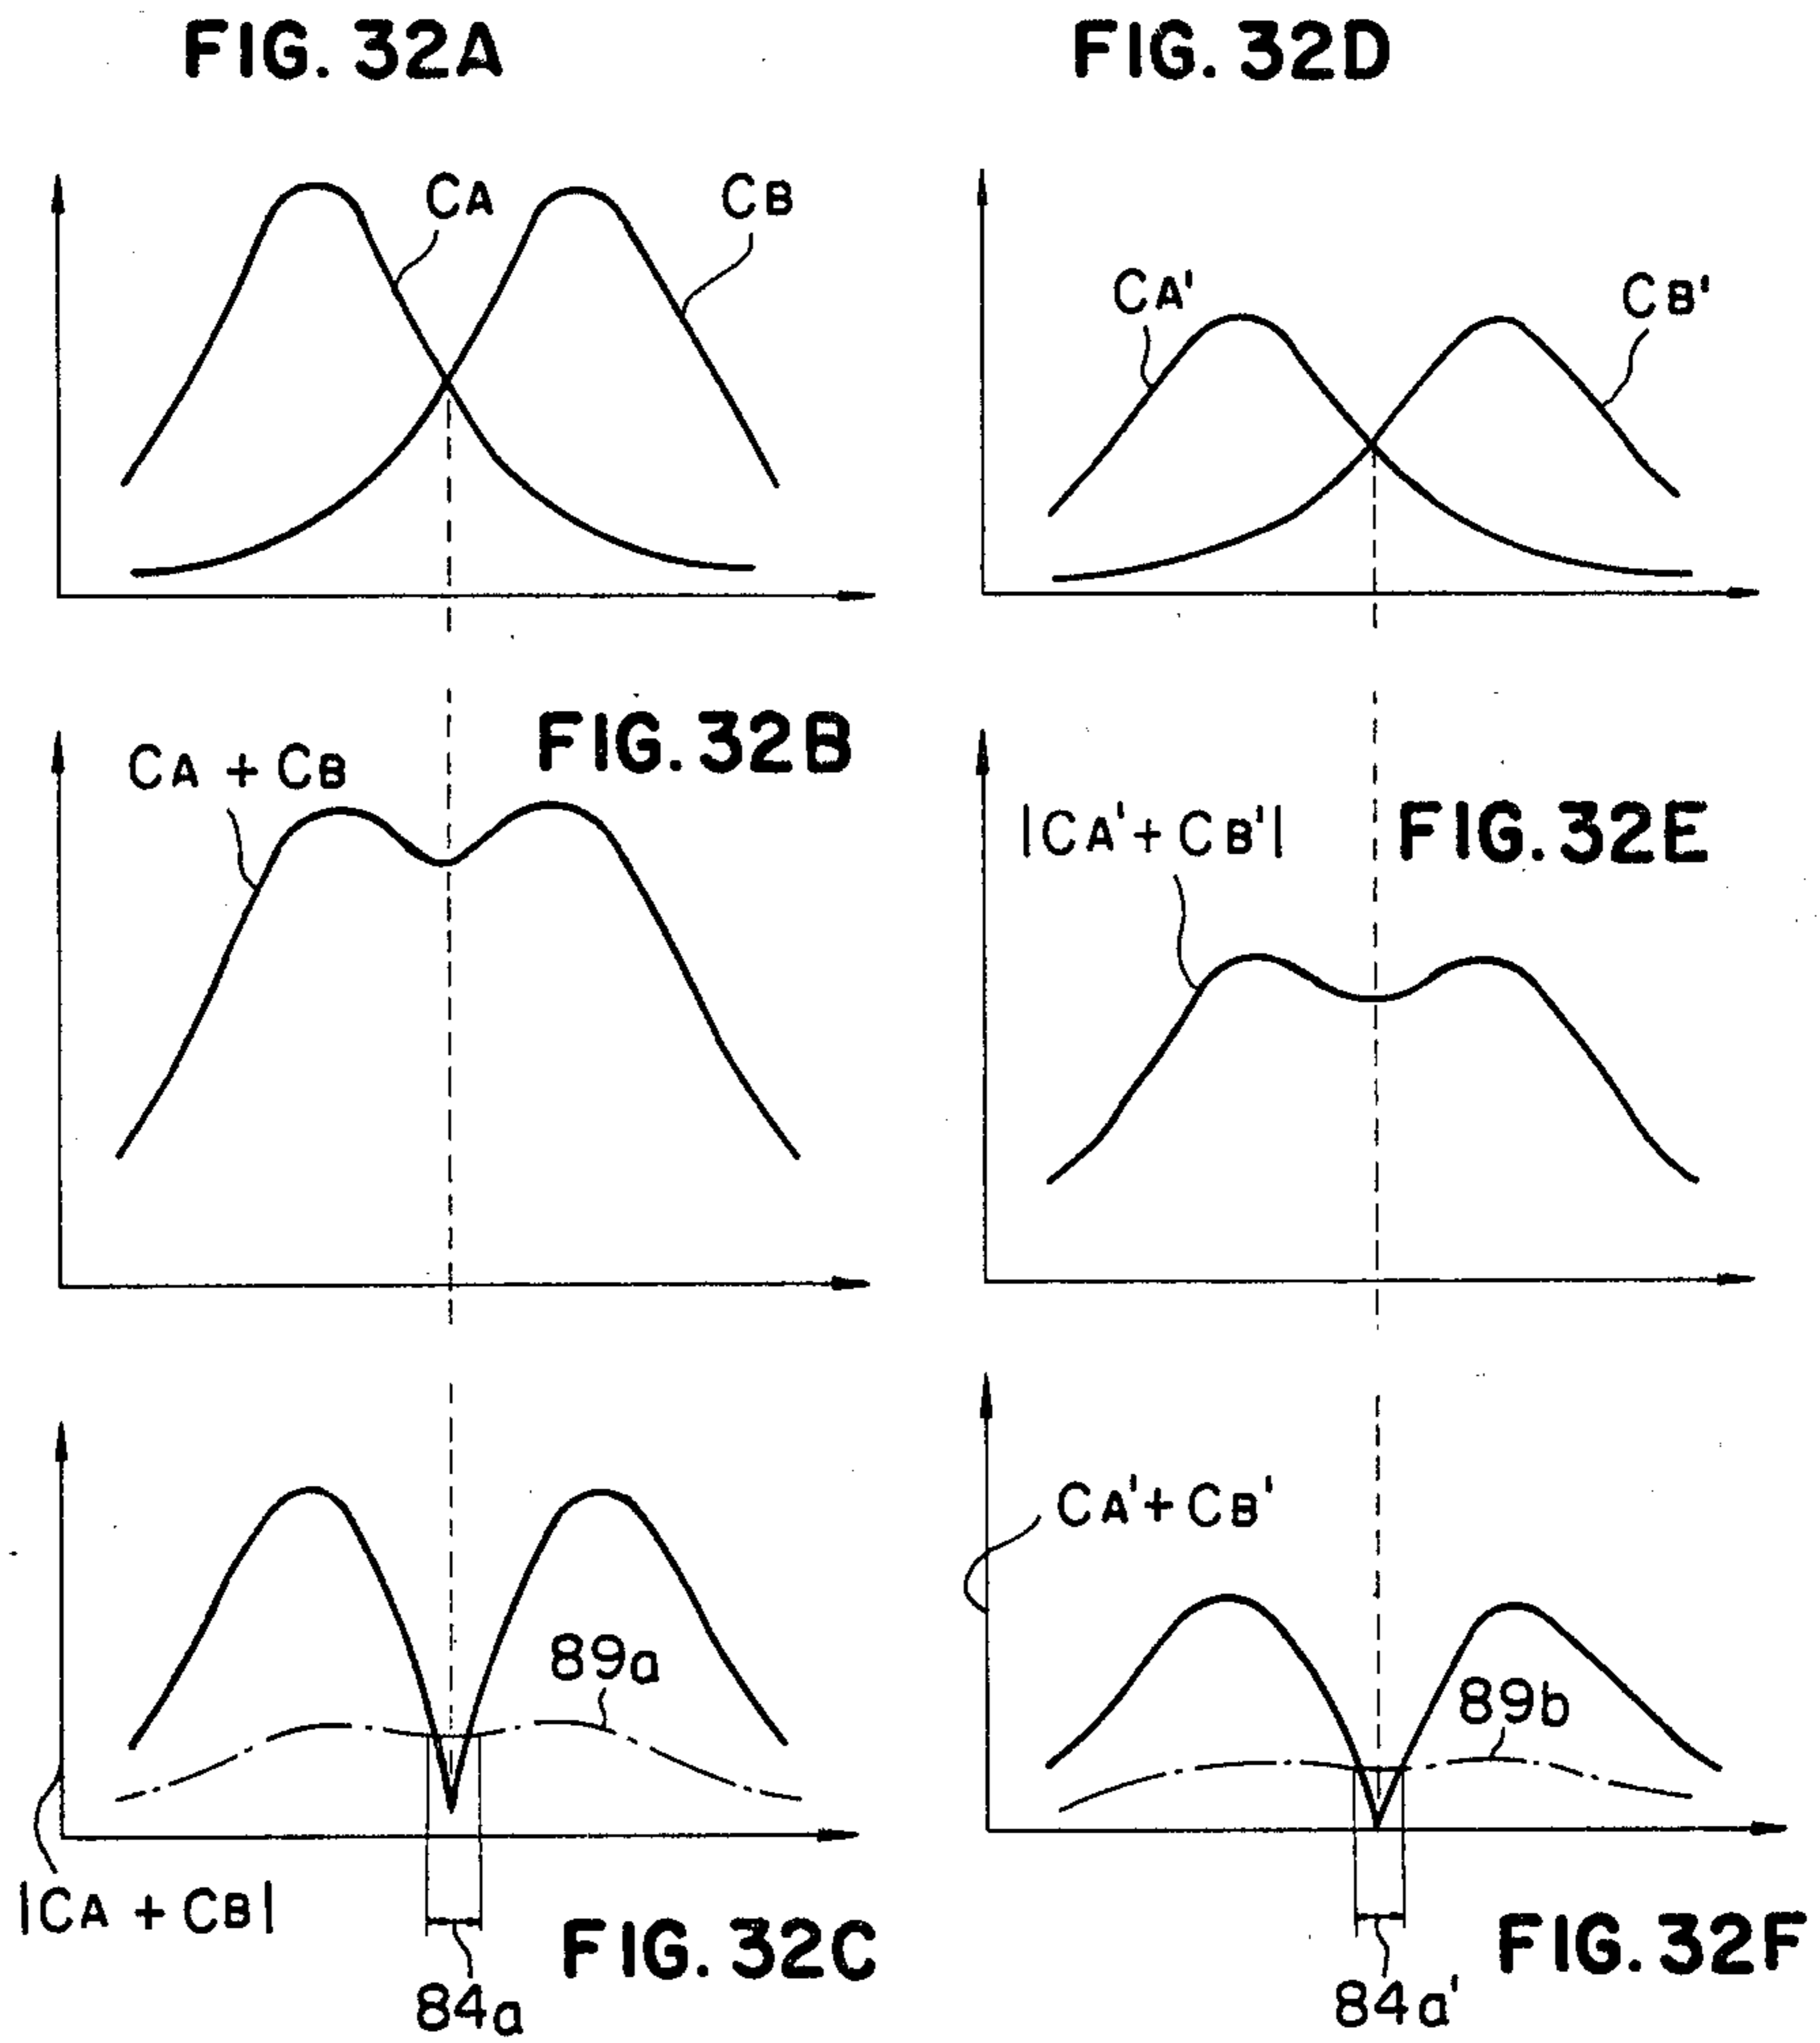 FIG. 32A
CA
CB
FIG. 32B
CA + CB
89a
|CA + CB|
84a
FIG. 32C
FIG. 32D
CA'
CB'
|CA' + CB'|
FIG. 32E
CA' + CB'
89b
84a'
FIG. 32F